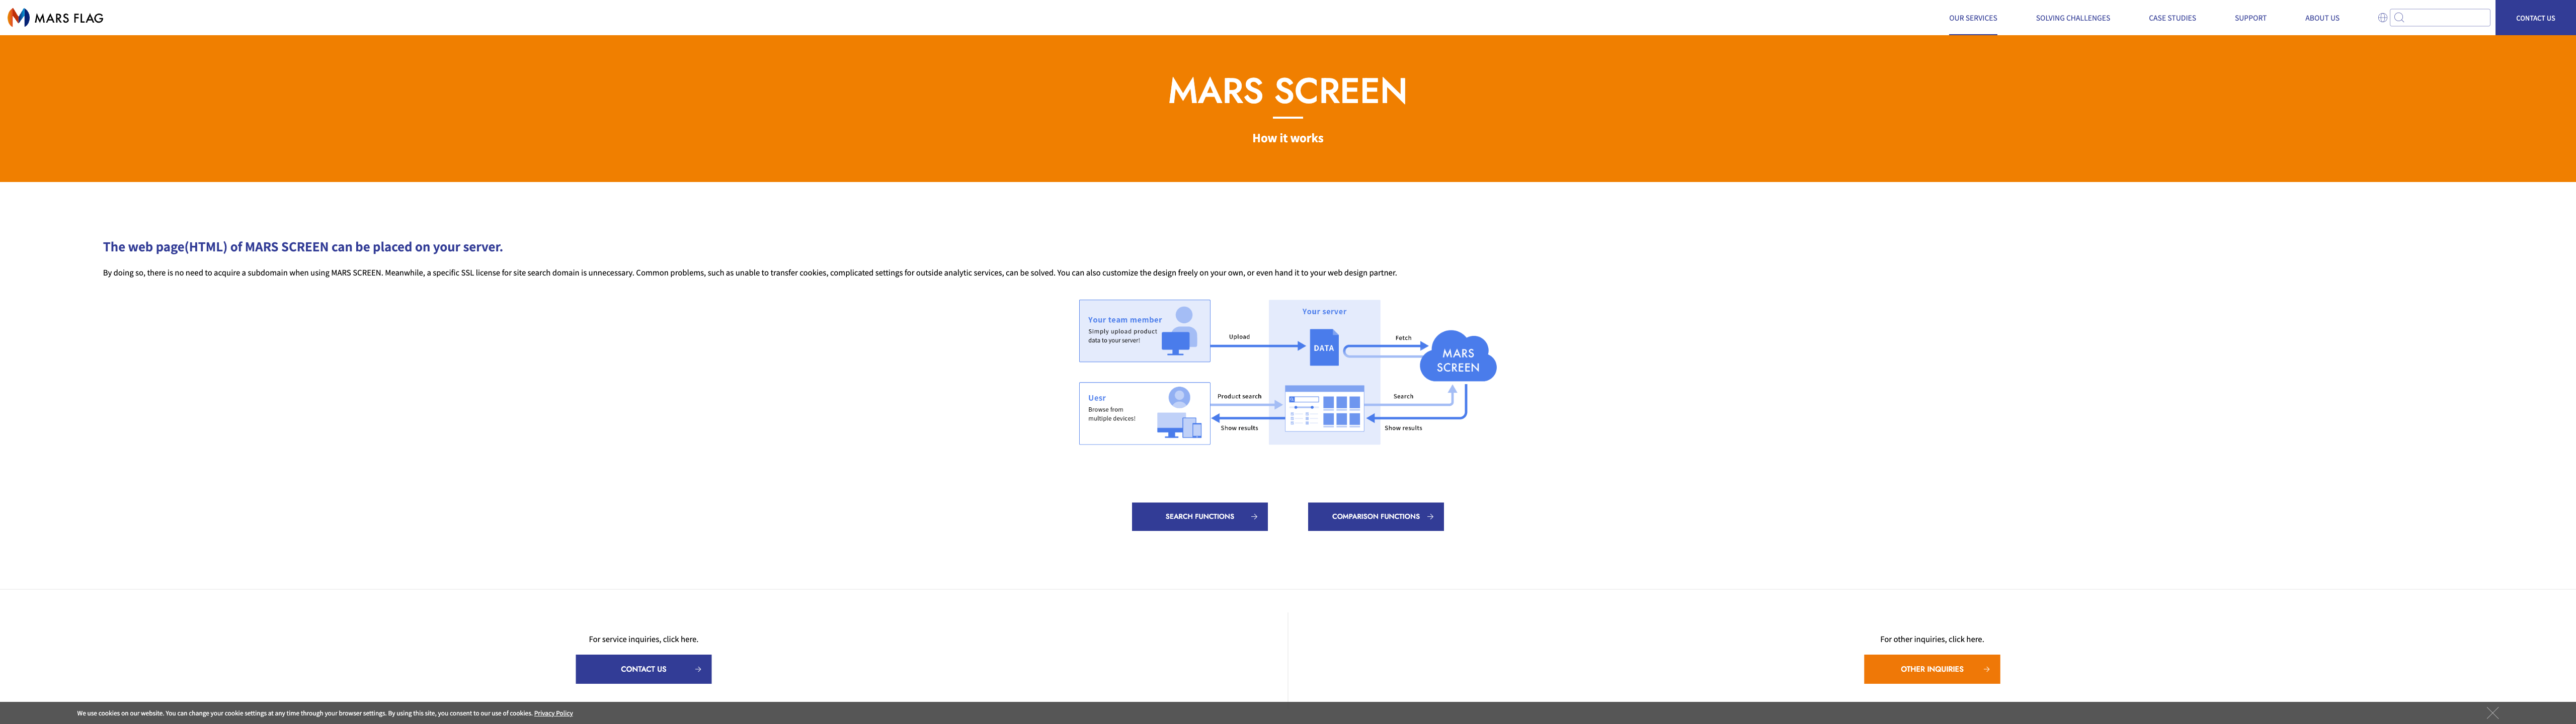 MARS FLAG
OUR SERVICES
SOLVING CHALLENGES
CASE STUDIES
SUPPORT
ABOUT US
CONTACT US
MARS SCREEN
How it works
The web page(HTML) of MARS SCREEN can be placed on your server.
By doing so, there is no need to acquire a subdomain when using MARS SCREEN. Meanwhile, a specific SSL license for site search domain is unnecessary. Common problems, such as unable to transfer cookies, complicated settings for outside analytic services, can be solved. You can also customize the design freely on your own, or even hand it to your web design partner.
Your team member
Simply upload product
data to your server!
Upload
Your server
DATA
Fetch
MARS
SCREEN
Uesr
Browse from
multiple devices!
Product search
Show results
Search
Show results
SEARCH FUNCTIONS
COMPARISON FUNCTIONS
For service inquiries, click here.
CONTACT US
For other inquiries, click here.
OTHER INQUIRIES
We use cookies on our website. You can change your cookie settings at any time through your browser settings. By using this site, you consent to our use of cookies. Privacy Policy